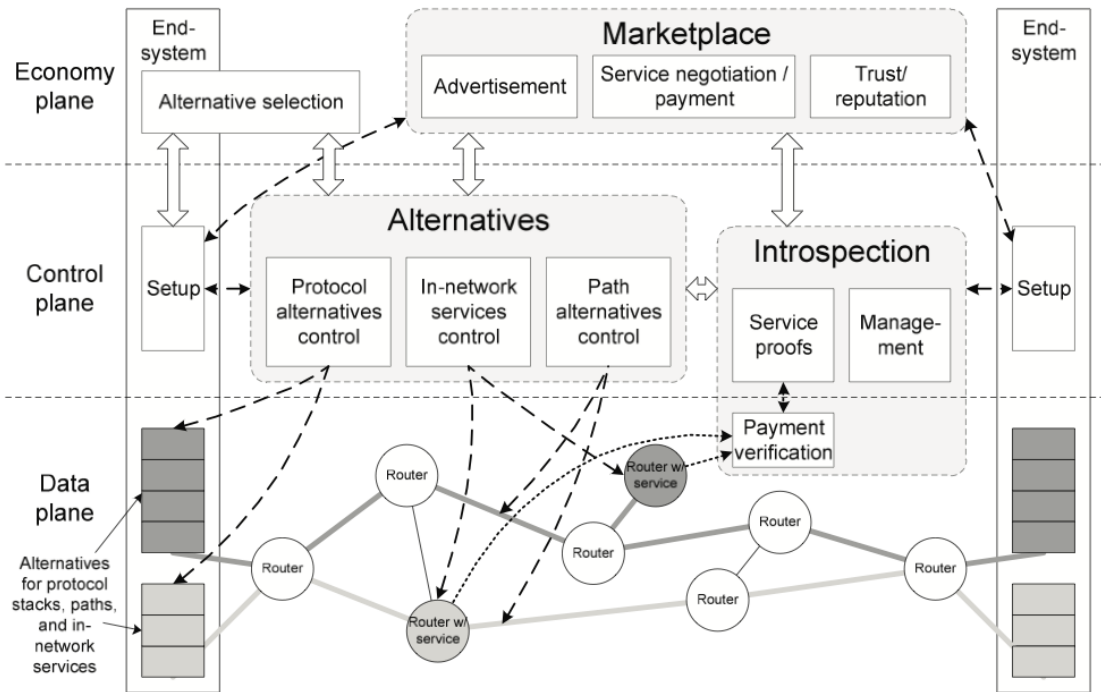 End-
system
Marketplace
End-
system
Economy
plane
Alternative selection
Advertisement
Service negotiation /
payment
Trust/
reputation
Control
plane
Setup
Alternatives
Protocol
alternatives
control
In-network
services
control
Path
alternatives
control
Introspection
Service
proofs
Manage-
ment
Setup
Payment
verification
Data
plane
Router
Router w/
service
Router
Router
Router
Router
Router
Router w/
service
Alternatives
for protocol
stacks, paths,
and in-
network
services